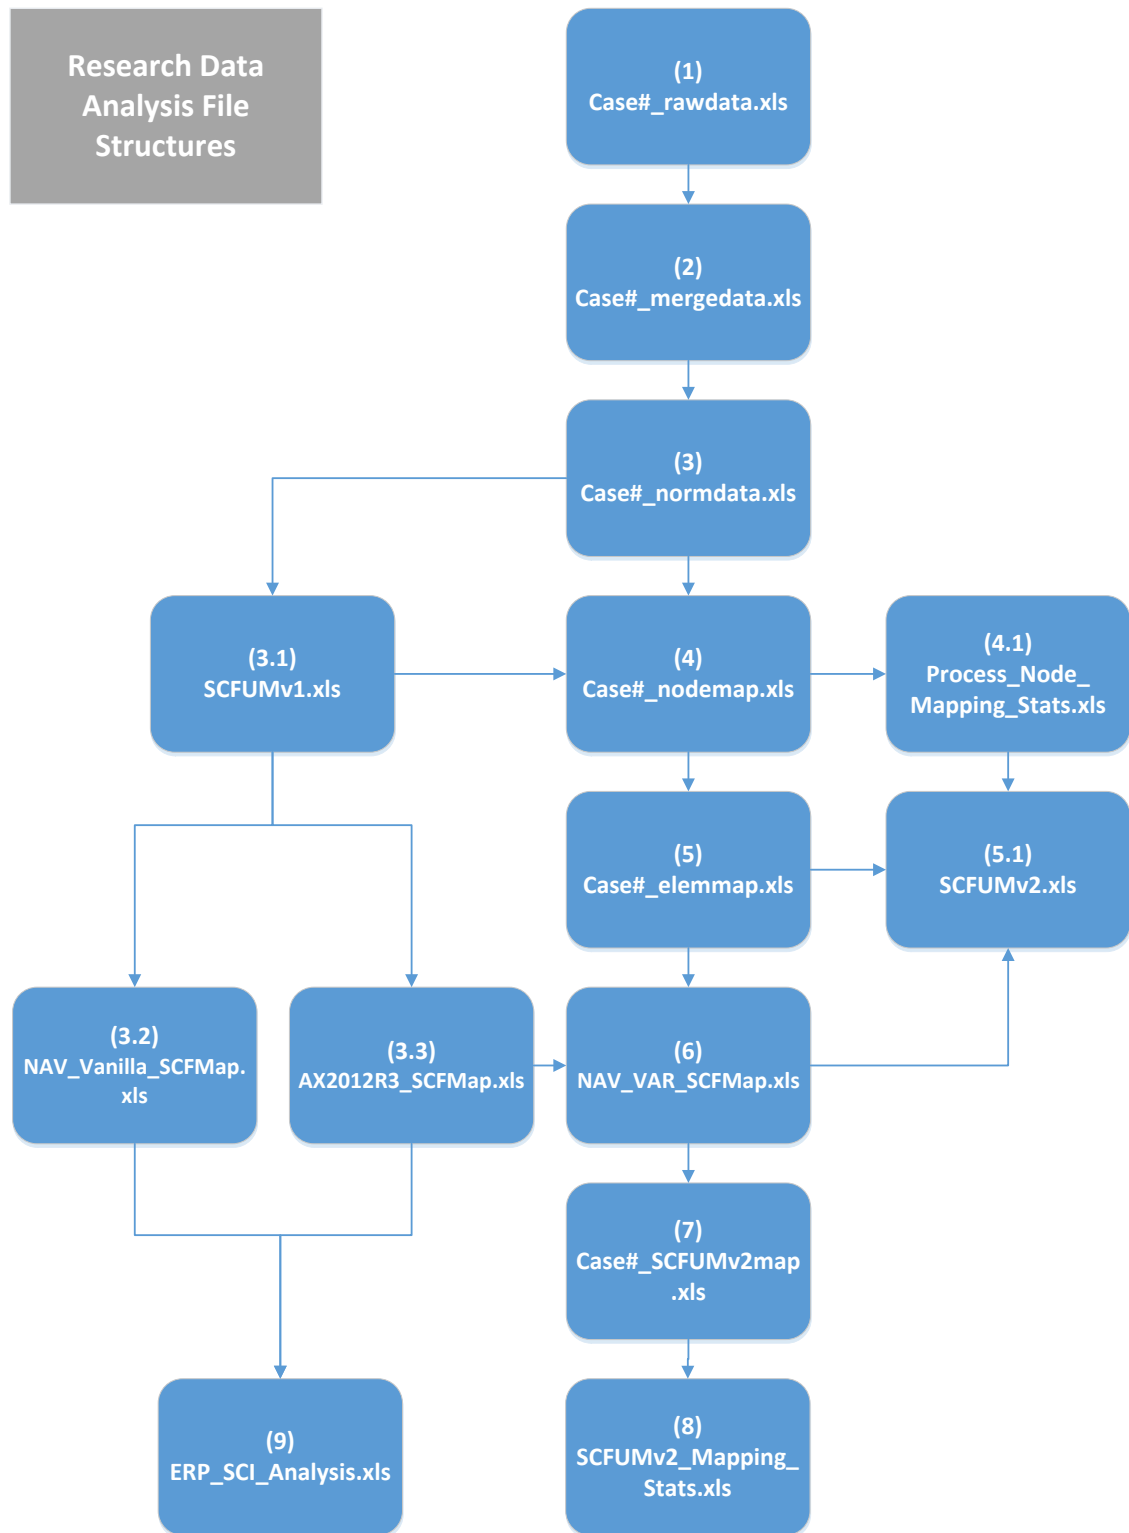 Research Data
Analysis File
Structures
(1)
Case#_rawdata.xls
(2)
Case#_mergedata.xls
(3)
Case#_normdata.xls
(3.1)
SCFUMv1.xls
(4)
Case#_nodemap.xls
(4.1)
Process_Node_
Mapping_Stats.xls
(5)
Case#_elemmap.xls
(5.1)
SCFUMv2.xls
(3.2)
NAV_Vanilla_SCFMap.
xls
(3.3)
AX2012R3_SCFMap.xls
(6)
NAV_VAR_SCFMap.xls
(7)
Case#_SCFUMv2map
.xls
(9)
ERP_SCI_Analysis.xls
(8)
SCFUMv2_Mapping_
Stats.xls